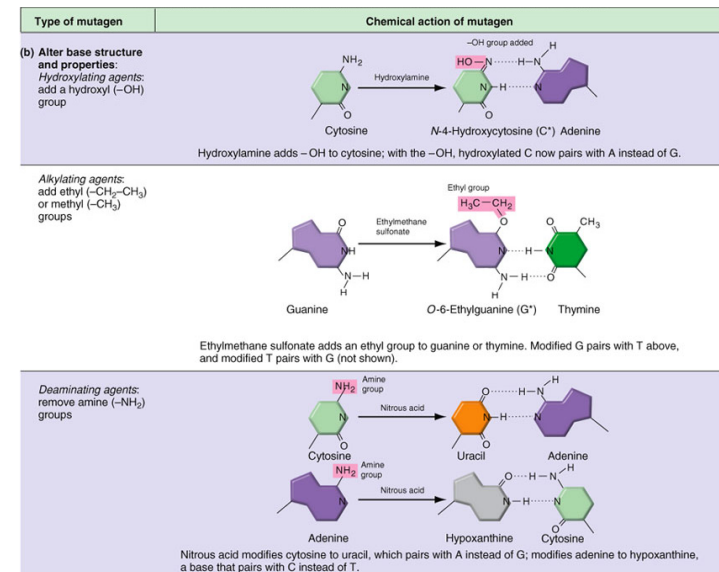 Type of mutagen
Chemical action of mutagen
(b) Alter base structure
and properties:
Hydroxylating agents:
add a hydroxyl (–OH)
group
NH2
N
N
O
Cytosine
Hydroxylamine
–OH group added
HO—N
H—N
H
N—H
N
O
N-4-Hydroxycytosine (C*)
Adenine
Hydroxylamine adds –OH to cytosine; with the –OH, hydroxylated C now pairs with A instead of G.
Alkylating agents:
add ethyl (–CH2–CH3)
or methyl (–CH3)
groups
O
NH
N—H
H
Guanine
Ethylmethane
sulfonate
Ethyl group
H3C—CH2
O
N
N—H
H
O-6-Ethylguanine (G*)
O
CH3
H—N
O
Thymine
Ethylmethane sulfonate adds an ethyl group to guanine or thymine. Modified G pairs with T above,
and modified T pairs with G (not shown).
Deaminating agents:
remove amine (–NH2)
groups
NH2
Amine
group
N
O
Cytosine
Nitrous acid
O
N—H
O
Uracil
H
H—N
N
Adenine
NH2
Amine
group
N
Adenine
Nitrous acid
O
N—H
Hypoxanthine
H
H—N
N
O
Cytosine
Nitrous acid modifies cytosine to uracil, which pairs with A instead of G; modifies adenine to hypoxanthine,
a base that pairs with C instead of T.